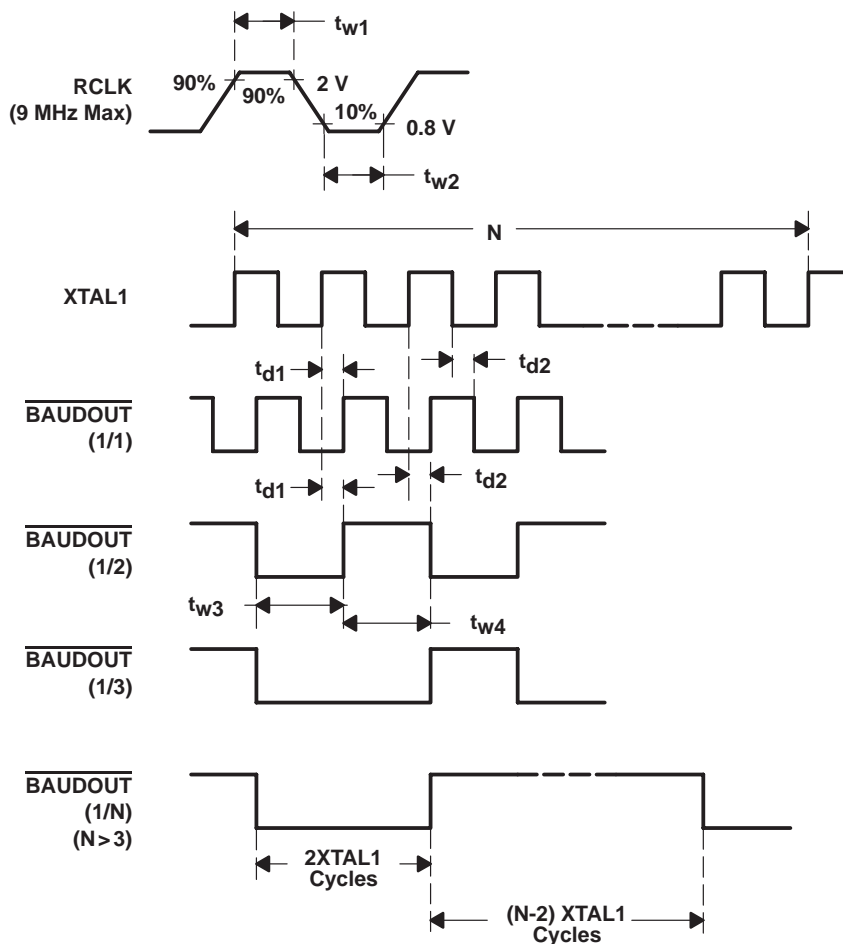 tw1
RCLK
(9 MHz Max)
90%
90%
2 V
10%
0.8 V
tw2
N
XTAL1
td1
td2
BAUDOUT
(1/1)
td1
td2
BAUDOUT
(1/2)
tw3
tw4
BAUDOUT
(1/3)
BAUDOUT
(1/N)
(N > 3)
2XTAL1
Cycles
(N-2) XTAL1
Cycles